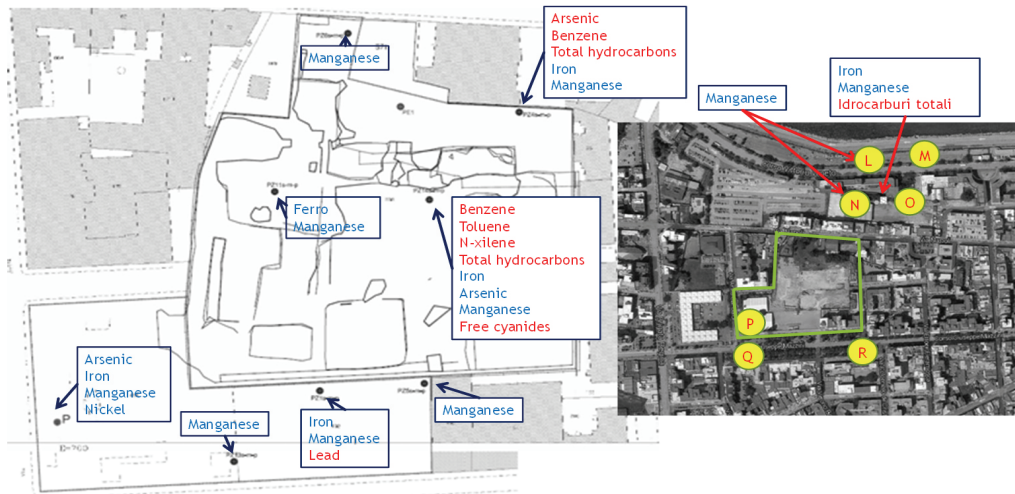 Manganese
Arsenic
Benzene
Total hydrocarbons
Iron
Manganese
Iron
Manganese
Idrocarburi totali
Manganese
L
M
N
O
P
Q
R
Ferro
Manganese
Benzene
Toluene
N-xilene
Total hydrocarbons
Iron
Arsenic
Manganese
Free cyanides
Arsenic
Iron
Manganese
Nickel
P
Manganese
Iron
Manganese
Lead
Manganese